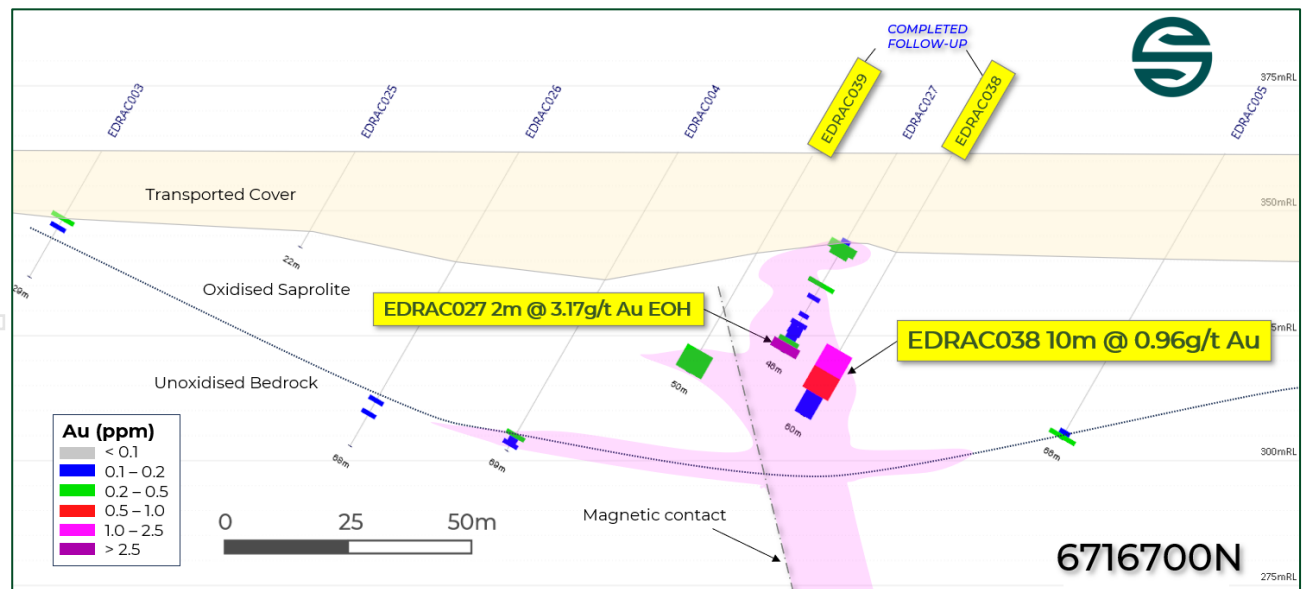 COMPLETED
FOLLOW-UP
375mRL
EDRAC003
EDRAC025
EDRAC026
EDRAC004
EDRAC039
EDRAC027
EDRAC038
EDRAC005
Transported Cover
350mRL
22m
29m
Oxidised Saprolite
EDRAC027 2m @ 3.17g/t Au EOH
EDRAC038 10m @ 0.96g/t Au
48m
50m
Unoxidised Bedrock
60m
Au (ppm)
< 0.1
0.1 – 0.2
0.2 – 0.5
0.5 – 1.0
1.0 – 2.5
> 2.5
68m
69m
66m
300mRL
0 25 50m
Magnetic contact
6716700N
275mRL